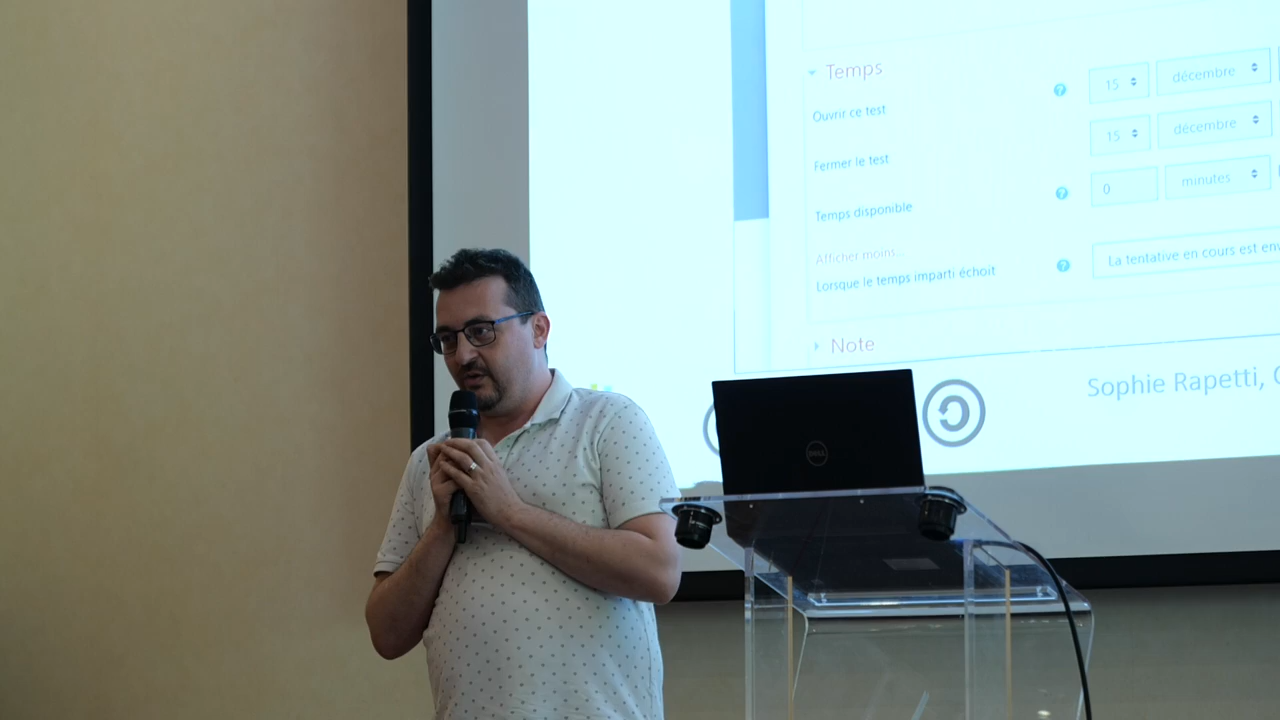 Temps
Ouvrir ce test
15 décembre
Fermer le test
15 décembre
Temps disponible
0 minutes
Afficher moins...
Lorsque le temps imparti échoit
La tentative en cours est
Note
Sophie Rapetti,
DELL